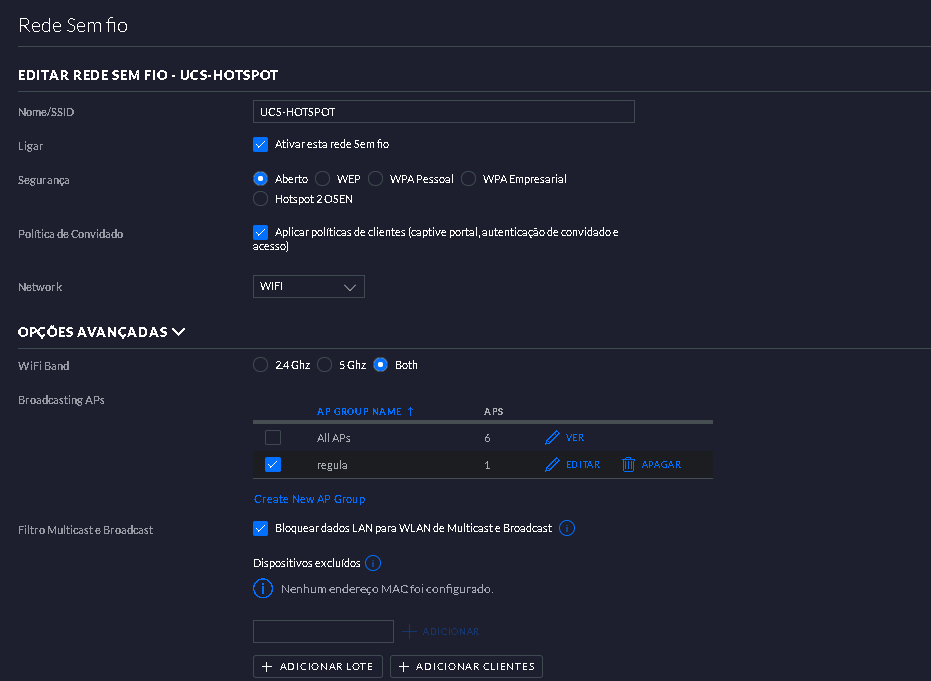 Rede Sem fio
EDITAR REDE SEM FIO - UCS-HOTSPOT
Nome/SSID
UCS-HOTSPOT
Ligar
Ativar esta rede Sem fio
Segurança
Aberto WEP WPA Pessoal WPA Empresarial
Hotspot 2 OSEN
Política de Convidado
Aplicar políticas de clientes (captive portal, autenticação de convidado e
acesso)
Network
WIFI
OPÇÕES AVANÇADAS
WiFi Band
2.4 Ghz 5 Ghz Both
Broadcasting APs
AP GROUP NAME ↑ APS
All APs 6 VER
regula 1 EDITAR APAGAR
Create New AP Group
Filtro Multicast e Broadcast
Bloquear dados LAN para WLAN de Multicast e Broadcast
Dispositivos excluídos
Nenhum endereço MAC foi configurado.
+ ADICIONAR
+ ADICIONAR LOTE + ADICIONAR CLIENTES